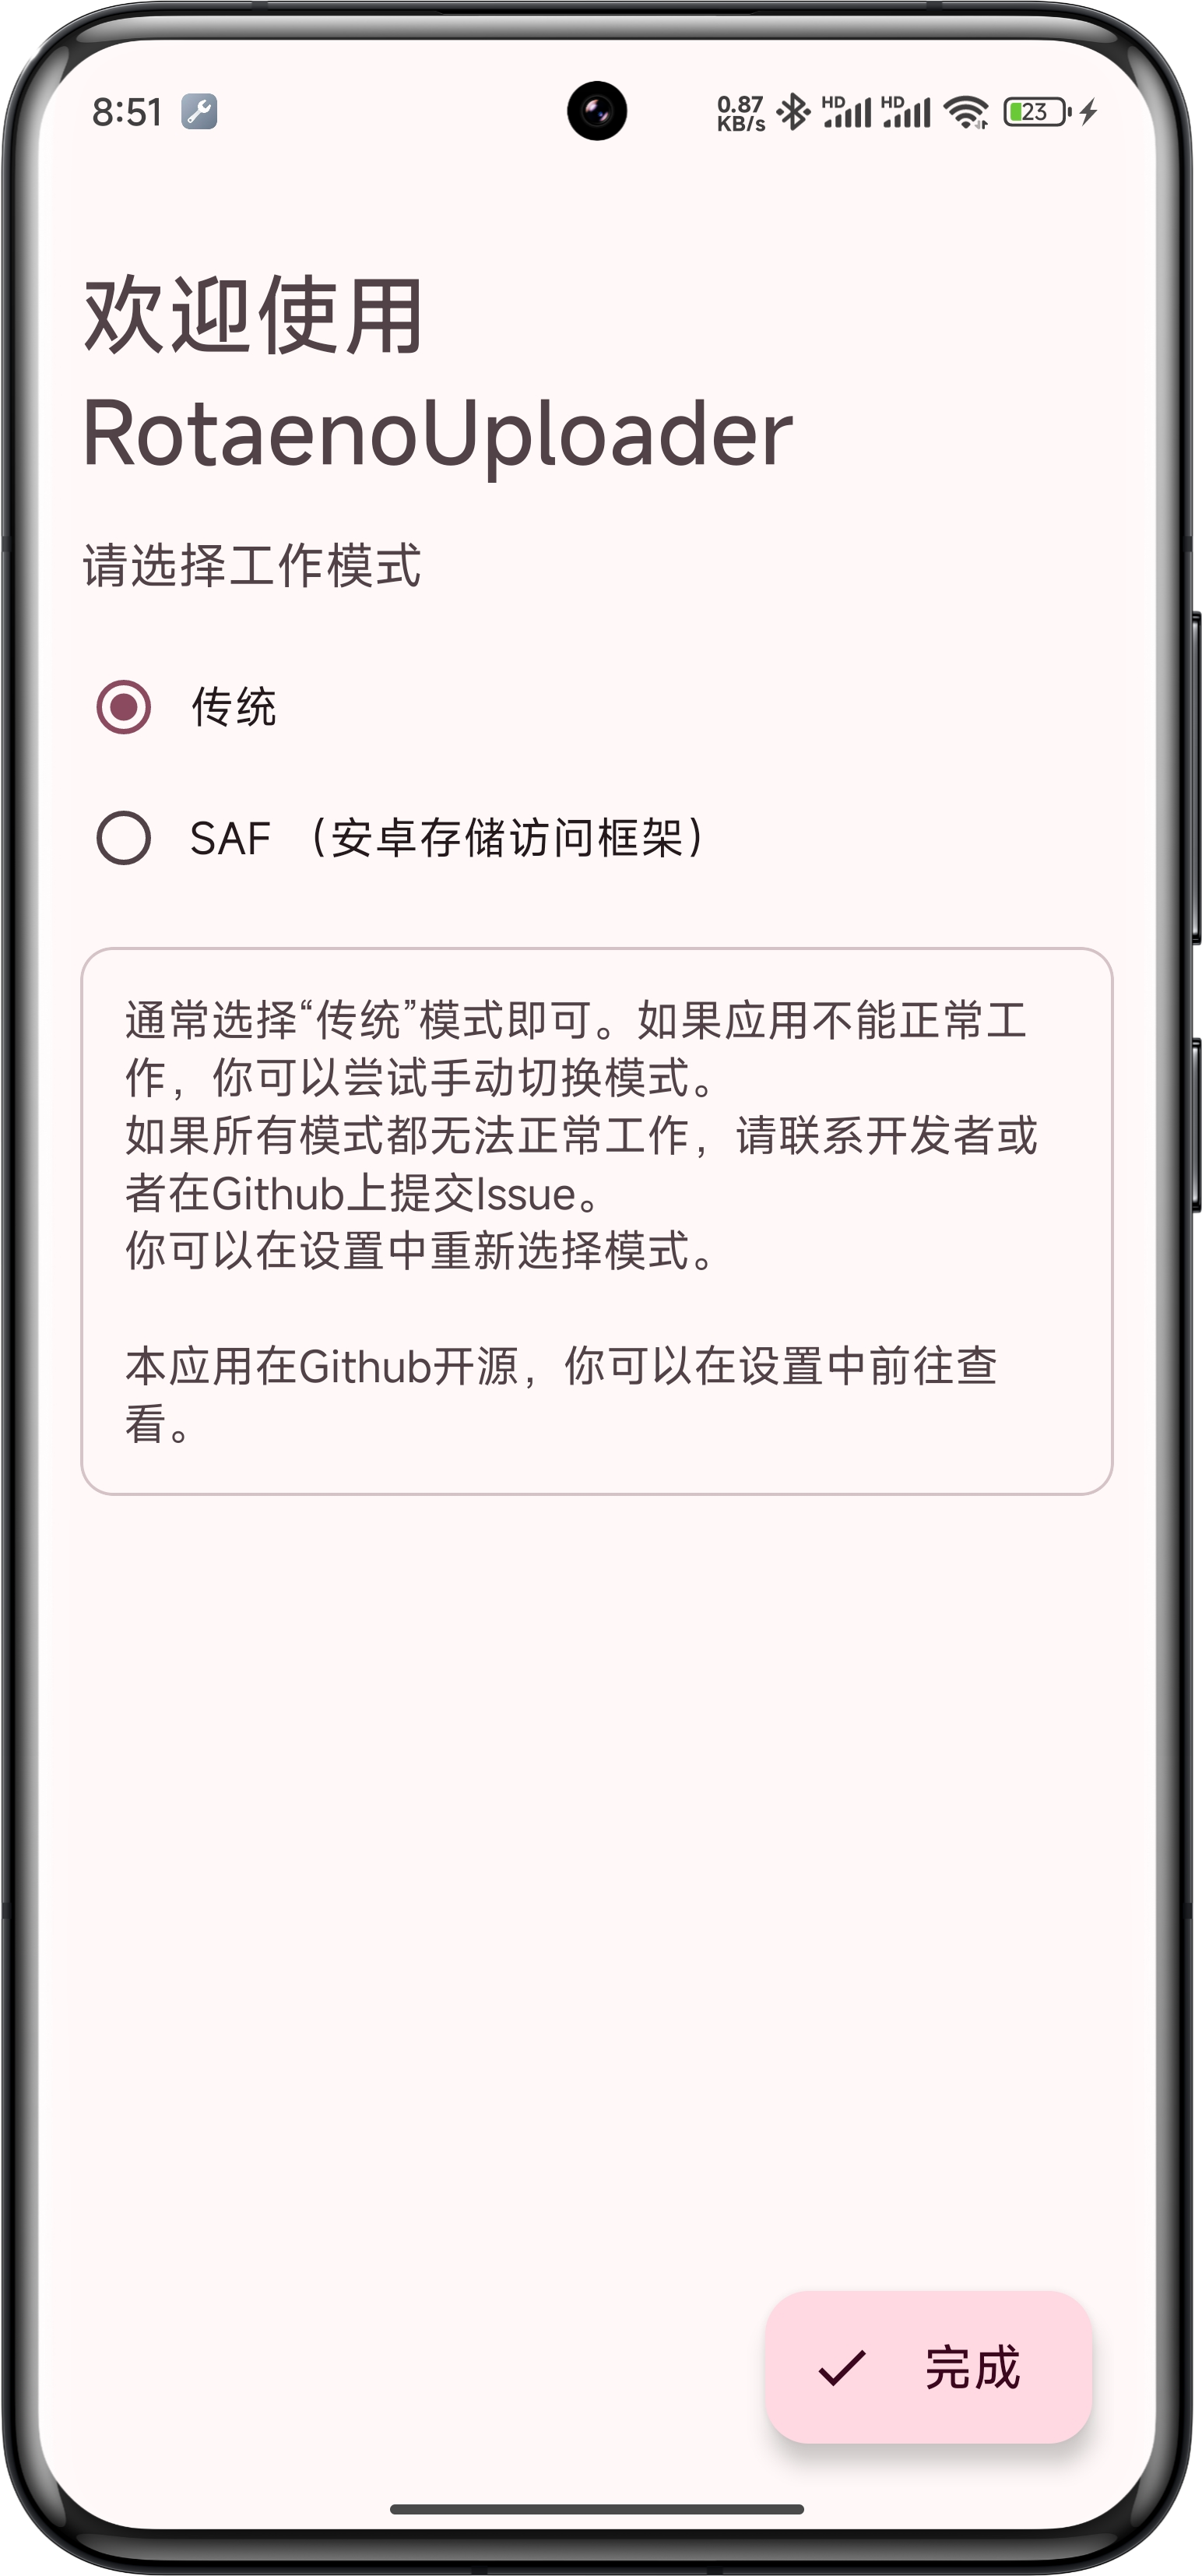 8:51
0.87
KB/s
HD
HD
23
欢迎使用
RotaenoUploader
请选择工作模式
传统
SAF （安卓存储访问框架）
通常选择“传统”模式即可。如果应用不能正常工
作，你可以尝试手动切换模式。
如果所有模式都无法正常工作，请联系开发者或
者在Github上提交Issue。
你可以在设置中重新选择模式。
本应用在Github开源，你可以在设置中前往查
看。
完成